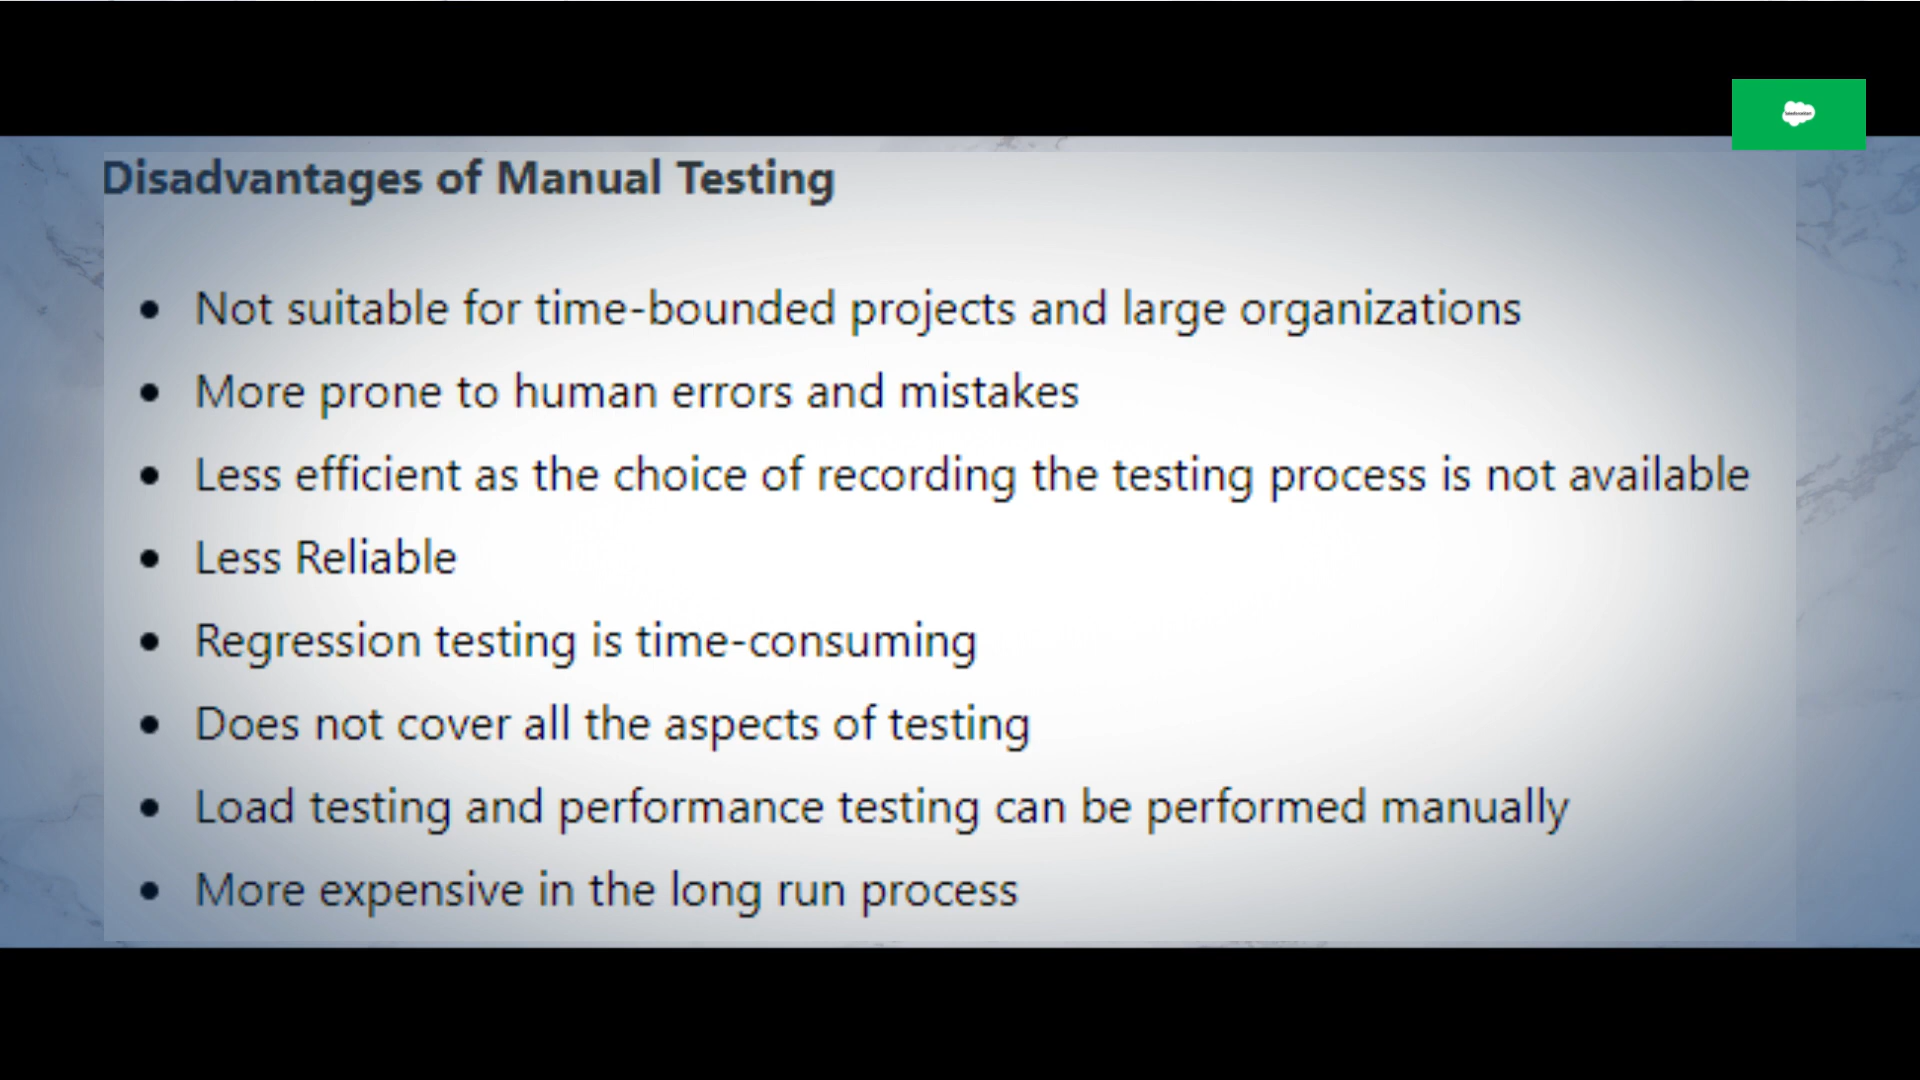 Disadvantages of Manual Testing
• Not suitable for time-bounded projects and large organizations
• More prone to human errors and mistakes
• Less efficient as the choice of recording the testing process is not available
• Less Reliable
• Regression testing is time-consuming
• Does not cover all the aspects of testing
• Load testing and performance testing can be performed manually
• More expensive in the long run process